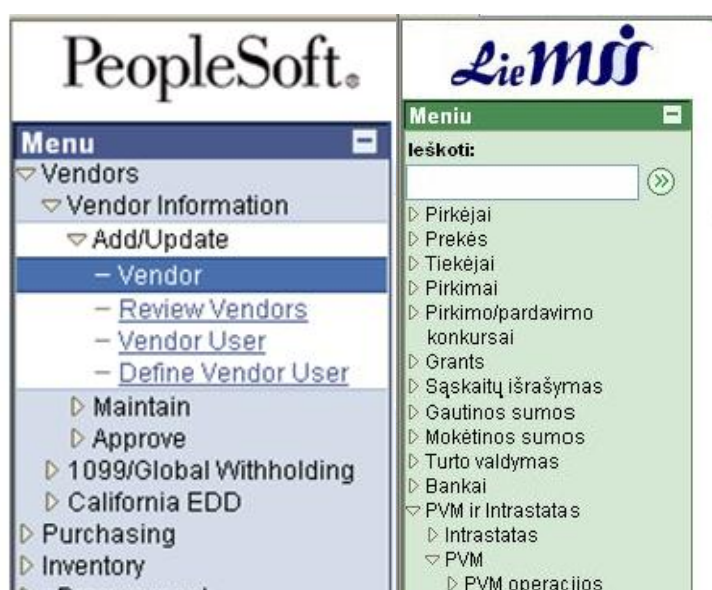 PeopleSoft®
Menu
Vendors
Vendor Information
Add/Update
– Vendor
– Review Vendors
– Vendor User
– Define Vendor User
Maintain
Approve
1099/Global Withholding
California EDD
Purchasing
Inventory
LieMSIS
Meniu
Ieškoti:
Pirkėjai
Prekės
Tiekėjai
Pirkimai
Pirkimo/pardavimo
konkursai
Grants
Sąskaitų išrašymas
Gautinos sumos
Mokėtinos sumos
Turto valdymas
Bankai
PVM ir Intrastatas
Intrastatas
PVM
PVM operacijos